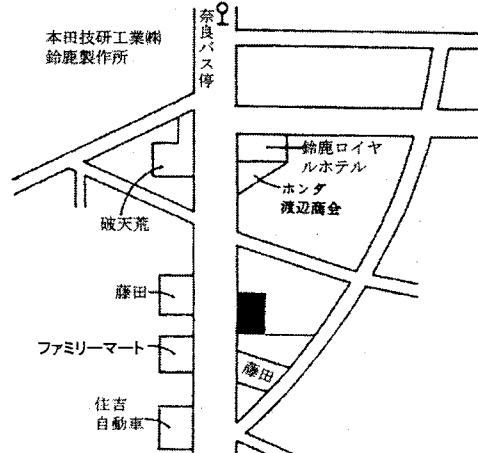 本田技研工業㈱
鈴鹿製作所
奈良バス停
鈴鹿ロイヤ
ルホテル
ホンダ
渡辺商会
破天荒
藤田
ファミリーマート
藤田
住吉
自動車